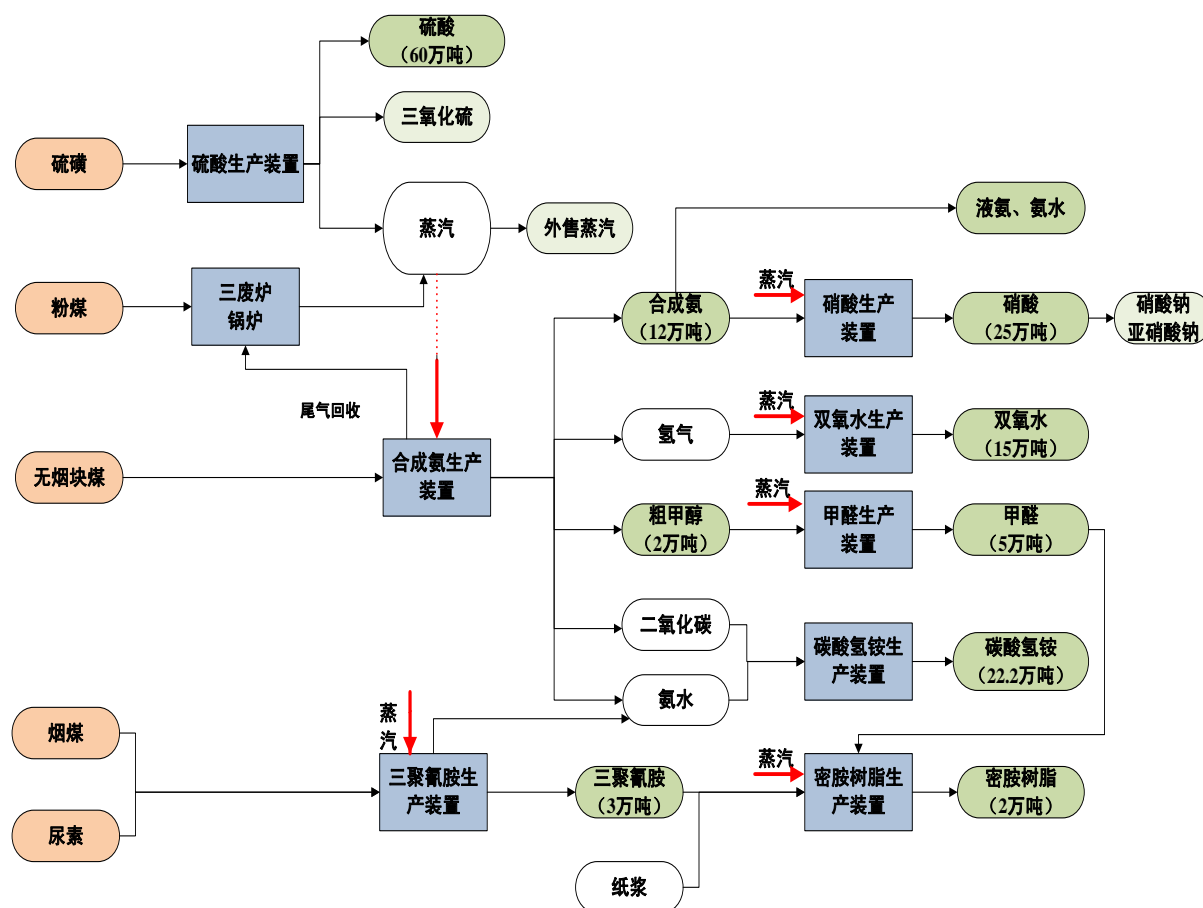 硫酸
（60万吨）
三氧化硫
硫磺
硫酸生产装置
蒸汽
外售蒸汽
液氨、氨水
粉煤
三废炉
锅炉
合成氨
（12万吨）
蒸汽
硝酸生产
装置
硝酸
（25万吨）
硝酸钠
亚硝酸钠
尾气回收
无烟块煤
合成氨生产
装置
氢气
蒸汽
双氧水生产
装置
双氧水
（15万吨）
粗甲醇
（2万吨）
蒸汽
甲醛生产
装置
甲醛
（5万吨）
二氧化碳
氨水
碳酸氢铵生
产装置
碳酸氢铵
（22.2万吨）
烟煤
尿素
蒸
汽
三聚氰胺生
产装置
三聚氰胺
（3万吨）
纸浆
蒸汽
密胺树脂生
产装置
密胺树脂
（2万吨）